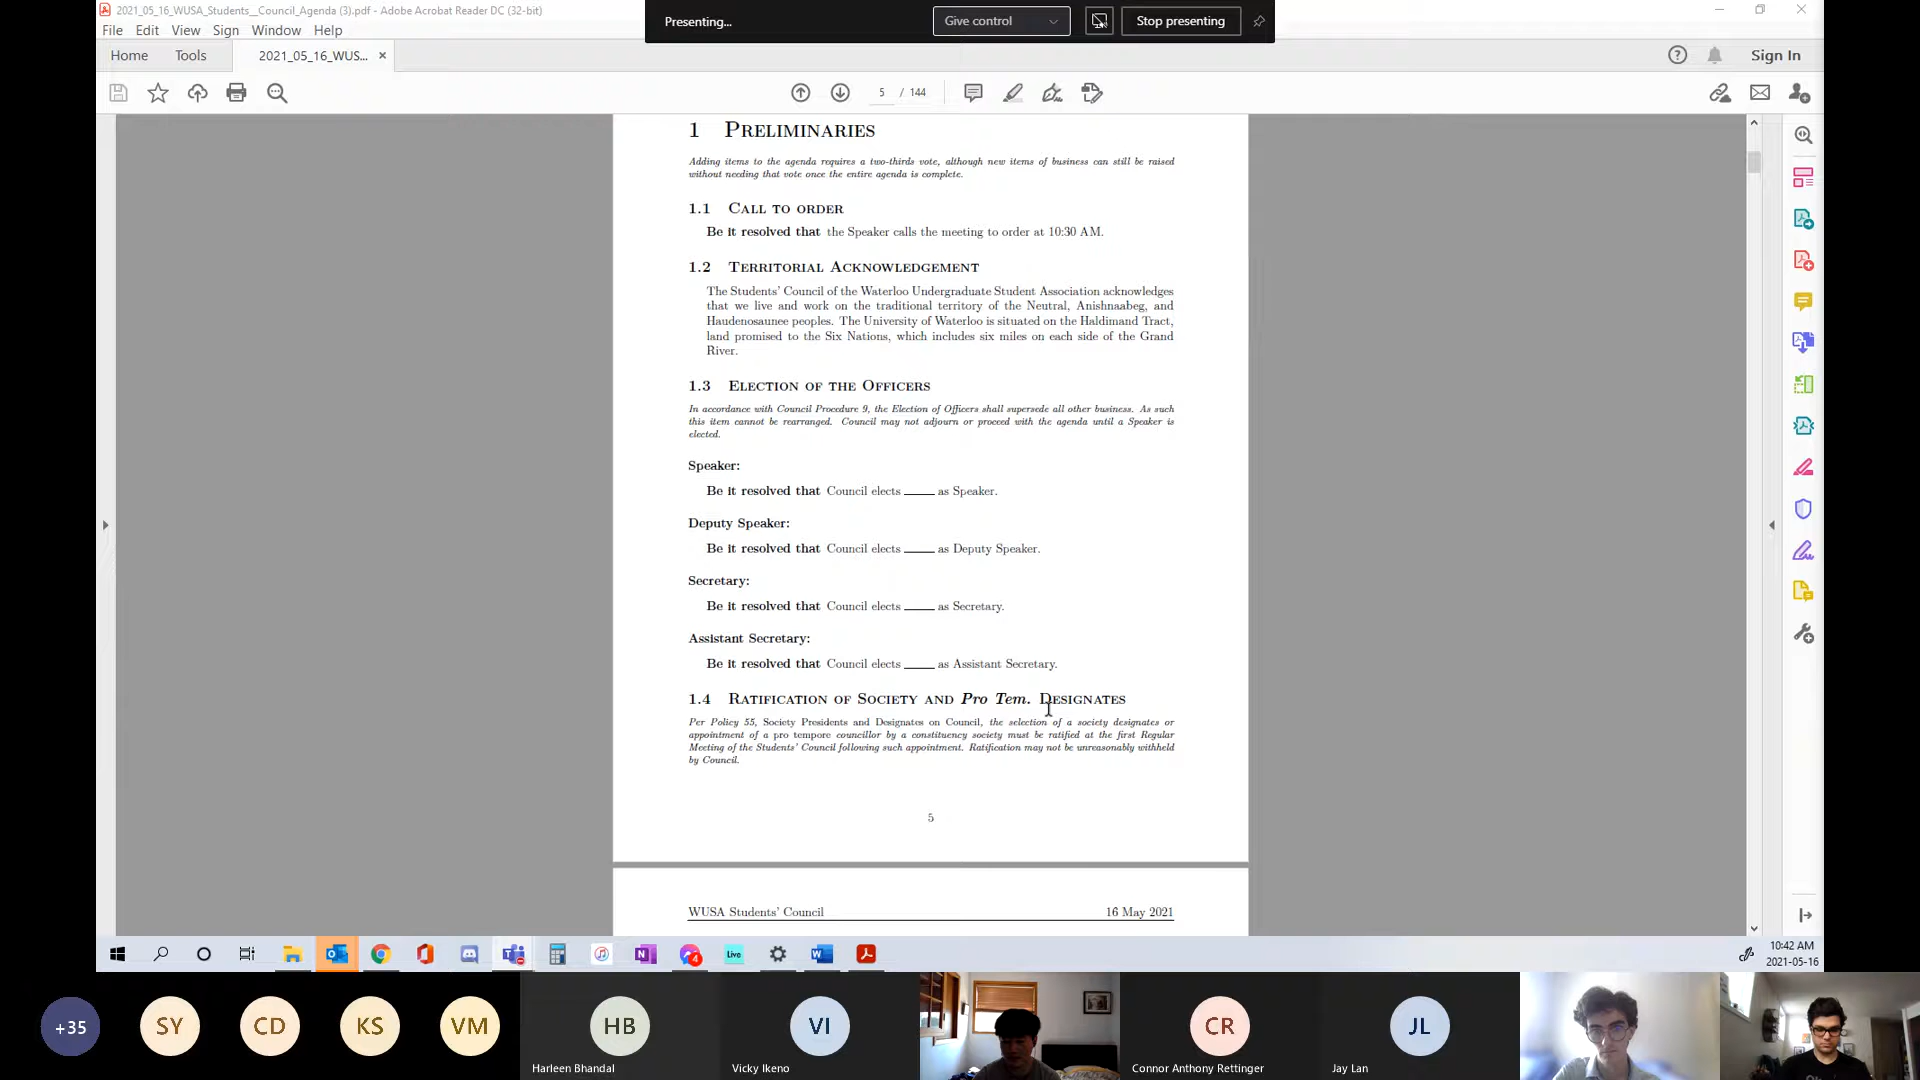 2021_05_16_WUSA_Students__Council_Agenda (3).pdf - Adobe Acrobat Reader DC (32-bit)
Presenting...
Give control
Stop presenting
File Edit View Sign Window Help
Home Tools 2021_05_16_WUS... × Sign In
5 / 144
1 PRELIMINARIES
Adding items to the agenda requires a two-thirds vote, although new items of business can still be raised
without needing that vote once the entire agenda is complete.
1.1 CALL TO ORDER
Be it resolved that the Speaker calls the meeting to order at 10:30 AM.
1.2 TERRITORIAL ACKNOWLEDGEMENT
The Students' Council of the Waterloo Undergraduate Student Association acknowledges
that we live and work on the traditional territory of the Neutral, Anishnaabeg, and
Haudenosaunee peoples. The University of Waterloo is situated on the Haldimand Tract,
land promised to the Six Nations, which includes six miles on each side of the Grand
River.
1.3 ELECTION OF THE OFFICERS
In accordance with Council Procedure 9, the Election of Officers shall supersede all other business. As such
this item cannot be rearranged. Council may not adjourn or proceed with the agenda until a Speaker is
elected.
Speaker:
Be it resolved that Council elects _____ as Speaker.
Deputy Speaker:
Be it resolved that Council elects _____ as Deputy Speaker.
Secretary:
Be it resolved that Council elects _____ as Secretary.
Assistant Secretary:
Be it resolved that Council elects _____ as Assistant Secretary.
1.4 RATIFICATION OF SOCIETY AND Pro Tem. DESIGNATES
Per Policy 55, Society Presidents and Designates on Council, the selection of a society designates or
appointment of a pro tempore councillor by a constituency society must be ratified at the first Regular
Meeting of the Students' Council following such appointment. Ratification may not be unreasonably withheld
by Council.
5
WUSA Students' Council 16 May 2021
4
Live
10:42 AM
2021-05-16
+35 SY CD KS VM HB VI CR JL
Harleen Bhandal Vicky Ikeno Connor Anthony Rettinger Jay Lan